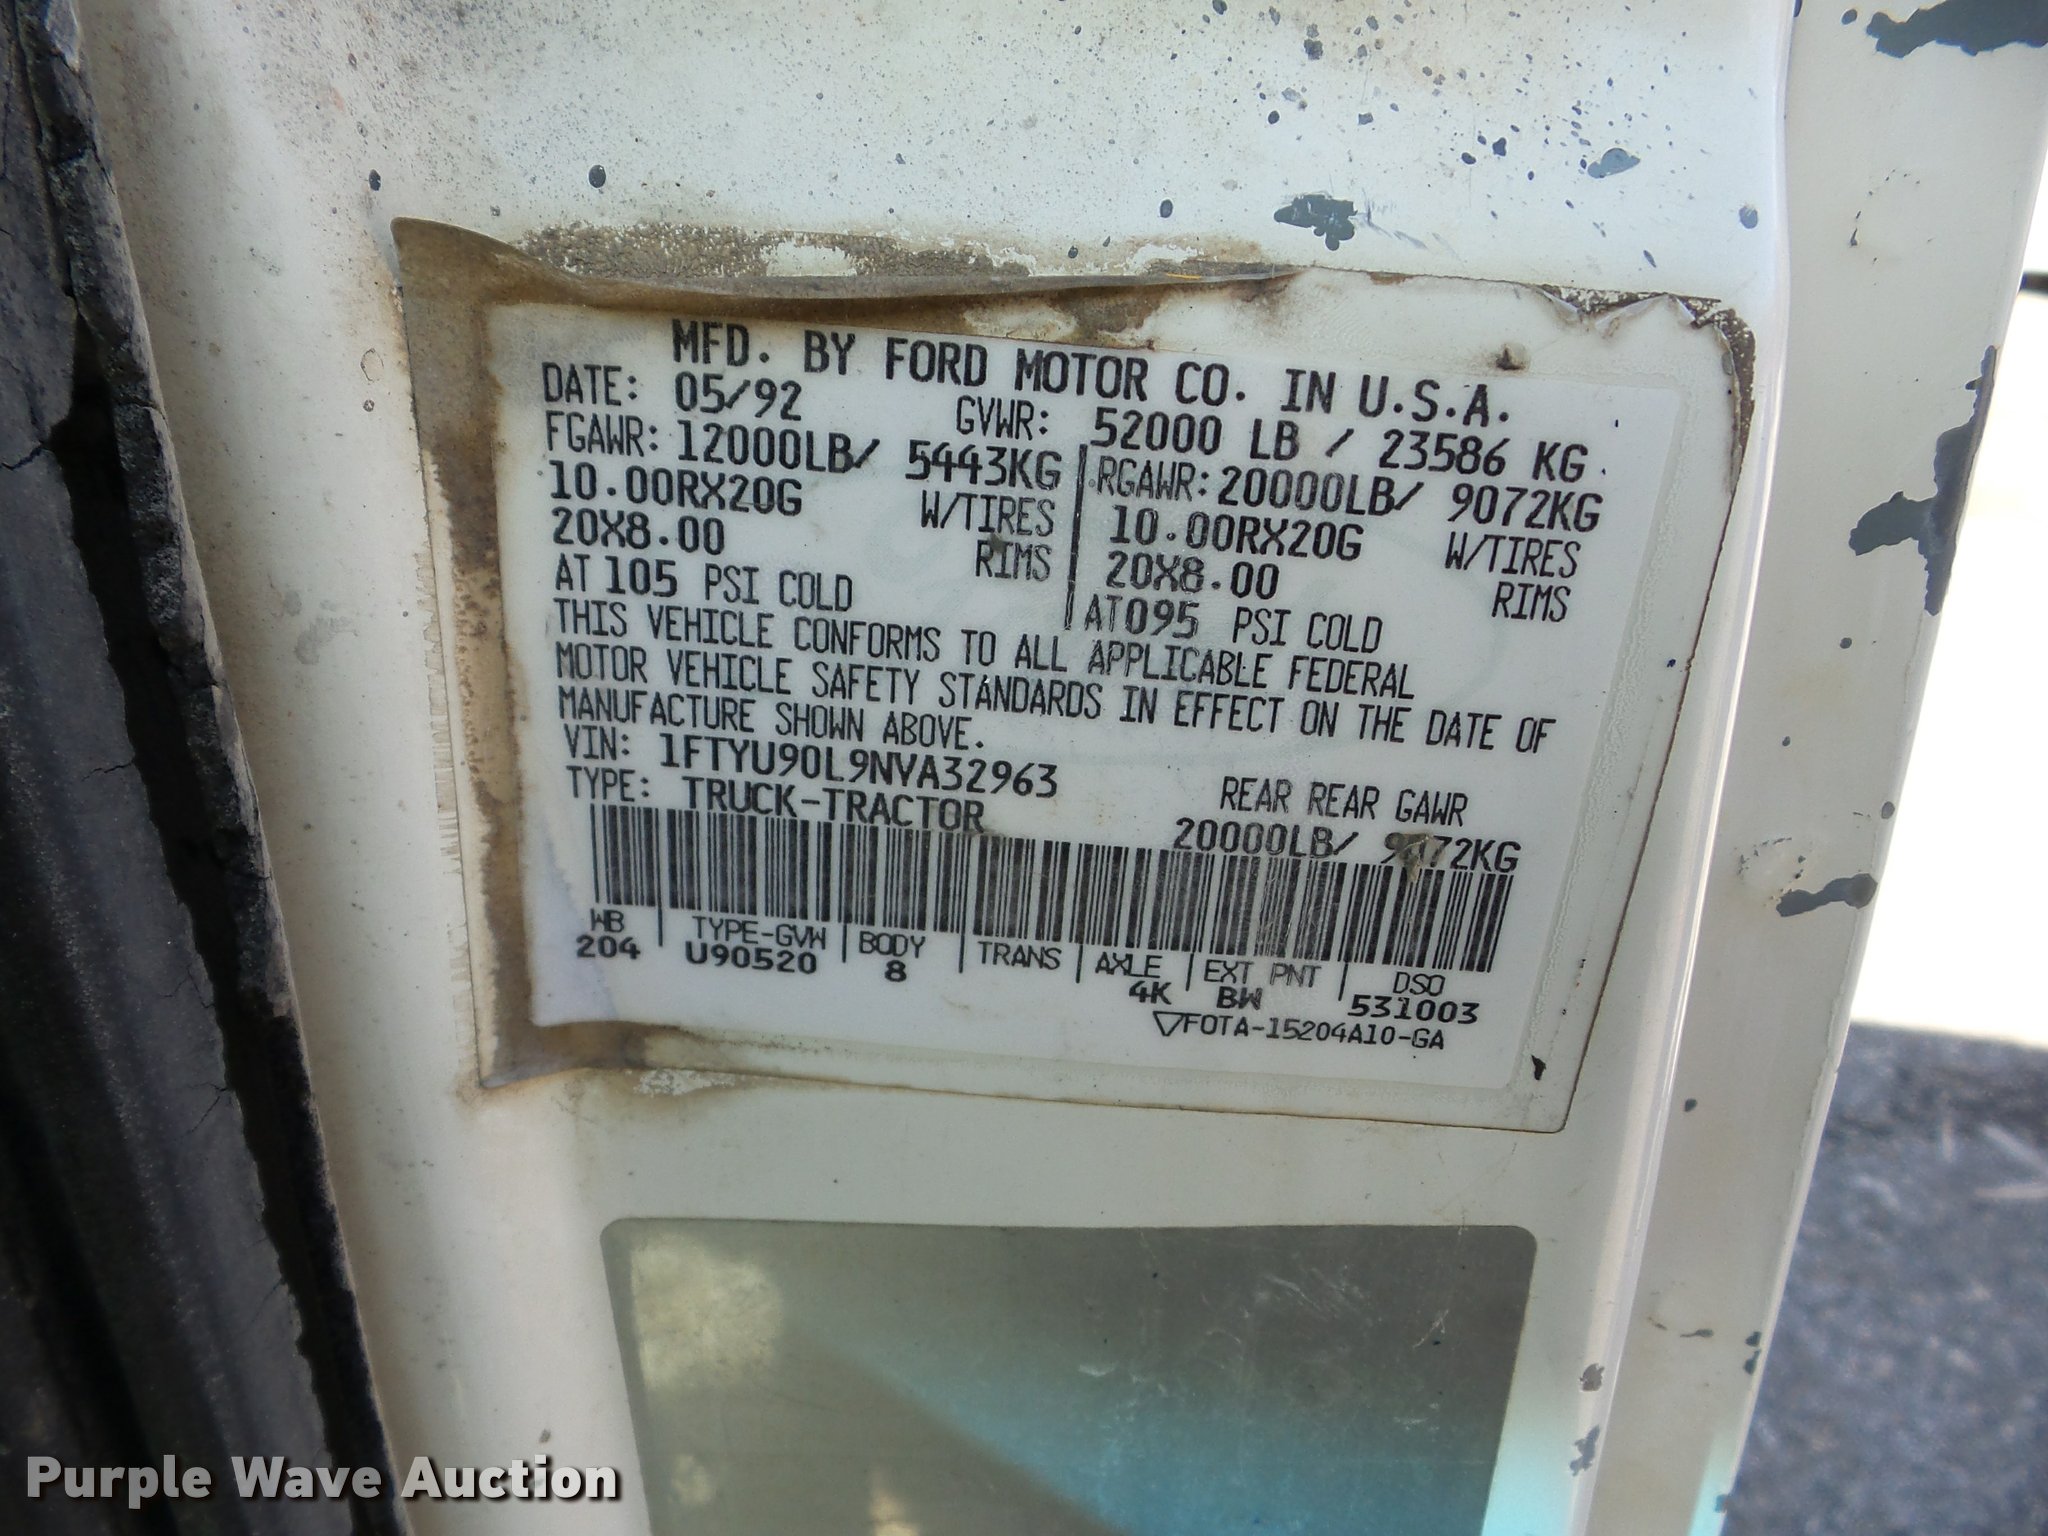 MFD. BY FORD MOTOR CO. IN U.S.A.
DATE: 05/92 GVWR: 52000 LB / 23586 KG
FGAWR: 12000LB/ 5443KG RGAWR: 20000LB/ 9072KG
10.00RX20G W/TIRES 10.00RX20G W/TIRES
20X8.00 RIMS 20X8.00 RIMS
AT 105 PSI COLD AT 095 PSI COLD
THIS VEHICLE CONFORMS TO ALL APPLICABLE FEDERAL
MOTOR VEHICLE SAFETY STANDARDS IN EFFECT ON THE DATE OF
MANUFACTURE SHOWN ABOVE.
VIN: 1FTYU90L9NVA32963 REAR REAR GAWR
TYPE: TRUCK-TRACTOR 20000LB/ 9072KG
WB TYPE-GVW BODY TRANS AXLE EXT PNT DSO
204 U90520 8 4K BW 531003
▽FOTA-15204A10-GA
Purple Wave Auction